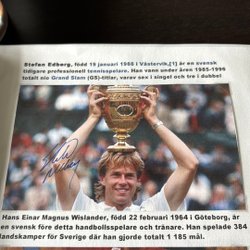 Stefan Edberg, född 19 januari 1966 i Västervik,[1] är en svensk
tidigare professionell tennisspelare. Han vann under åren 1985-1996
totalt nio Grand Slam (GS)-titlar, varav sex i singel och tre i dubbel
Hans Einar Magnus Wislander, född 22 februari 1964 i Göteborg, är
en svensk före detta handbollsspelare och tränare. Han spelade 384
landskamper för Sverige där han gjorde totalt 1 185 mål.